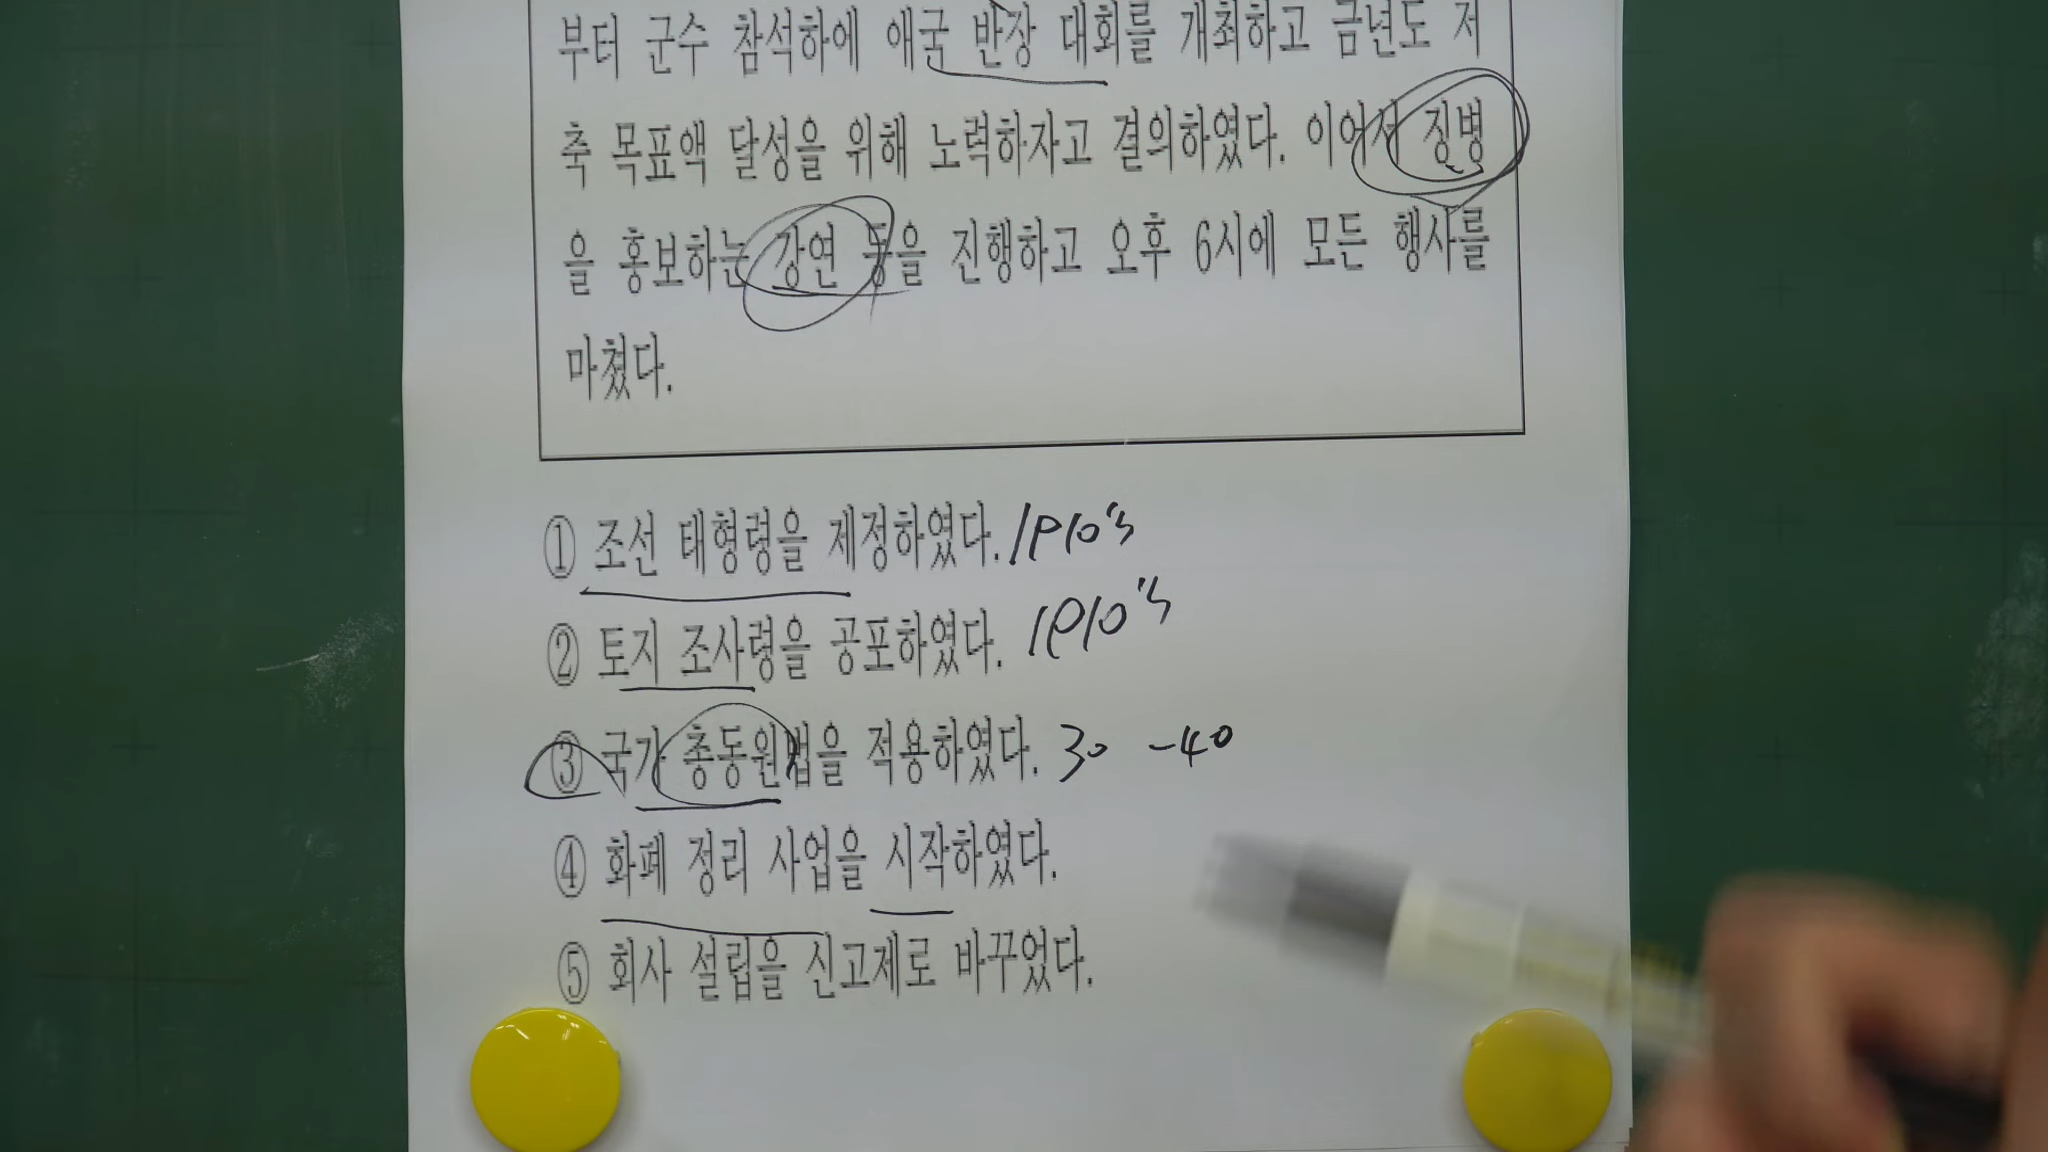 부터 군수 참석하에 애국 반장 대회를 개최하고 금년도 저
축 목표액 달성을 위해 노력하자고 결의하였다. 이어서 징병
을 홍보하는 강연 등을 진행하고 오후 6시에 모든 행사를
마쳤다.
① 조선 태형령을 제정하였다. 1910's
② 토지 조사령을 공포하였다. 1910's
③ 국가 총동원법을 적용하였다. 30 -40
④ 화폐 정리 사업을 시작하였다.
⑤ 회사 설립을 신고제로 바꾸었다.